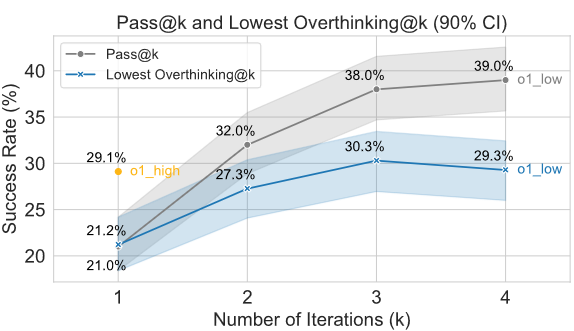 Pass@k and Lowest Overthinking@k (90% CI)
Pass@k
Lowest Overthinking@k
Success Rate (%)
40
35
30
25
20
39.0%
38.0%
o1_low
32.0%
29.1%
o1_high
30.3%
29.3%
o1_low
27.3%
21.2%
21.0%
1
2
3
4
Number of Iterations (k)